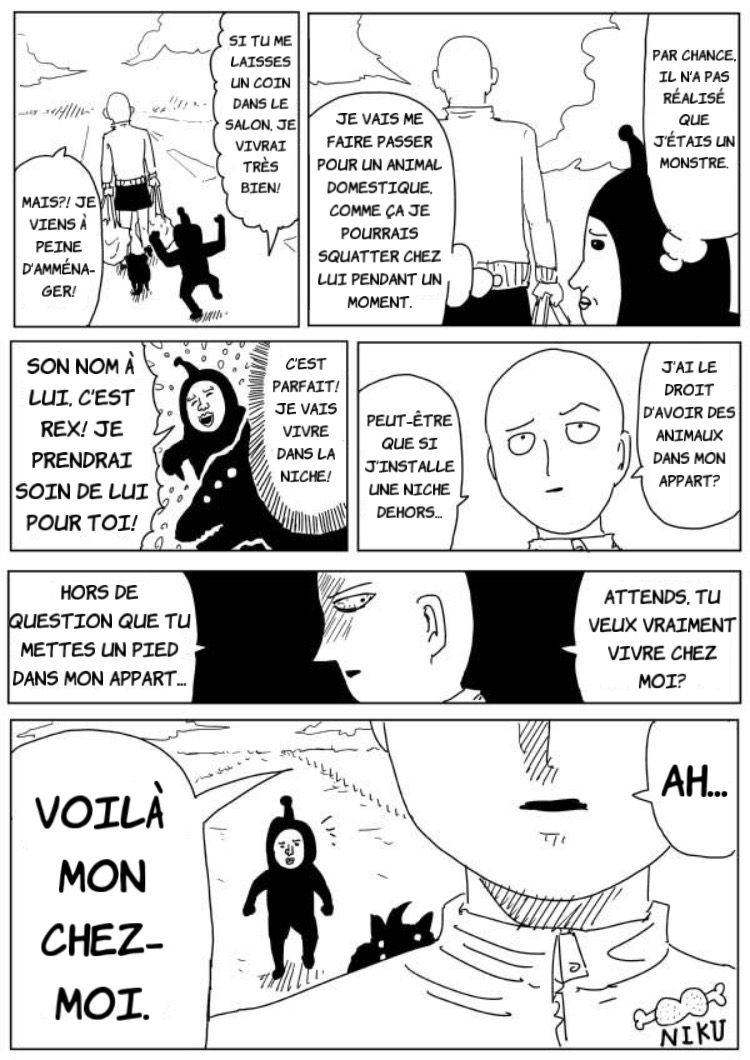 PAR CHANCE,
IL N'A PAS
RÉALISÉ
QUE
J'ÉTAIS UN
MONSTRE.
JE VAIS ME
FAIRE PASSER
POUR UN ANIMAL
DOMESTIQUE,
COMME ÇA JE
POURRAIS
SQUATTER CHEZ
LUI PENDANT UN
MOMENT.
SI TU ME
LAISSES
UN COIN
DANS LE
SALON, JE
VIVRAI
TRÈS
BIEN!
MAIS?! JE
VIENS À
PEINE
D'AMMÉNA-
GER!
J'AI LE
DROIT
D'AVOIR DES
ANIMAUX
DANS MON
APPART?
PEUT-ÊTRE
QUE SI
J'INSTALLE
UNE NICHE
DEHORS...
C'EST
PARFAIT!
JE VAIS
VIVRE
DANS LA
NICHE!
SON NOM À
LUI, C'EST
REX! JE
PRENDRAI
SOIN DE LUI
POUR TOI!
ATTENDS, TU
VEUX VRAIMENT
VIVRE CHEZ
MOI?
HORS DE
QUESTION QUE TU
METTES UN PIED
DANS MON APPART...
AH...
VOILÀ
MON
CHEZ-
MOI.
NIKU